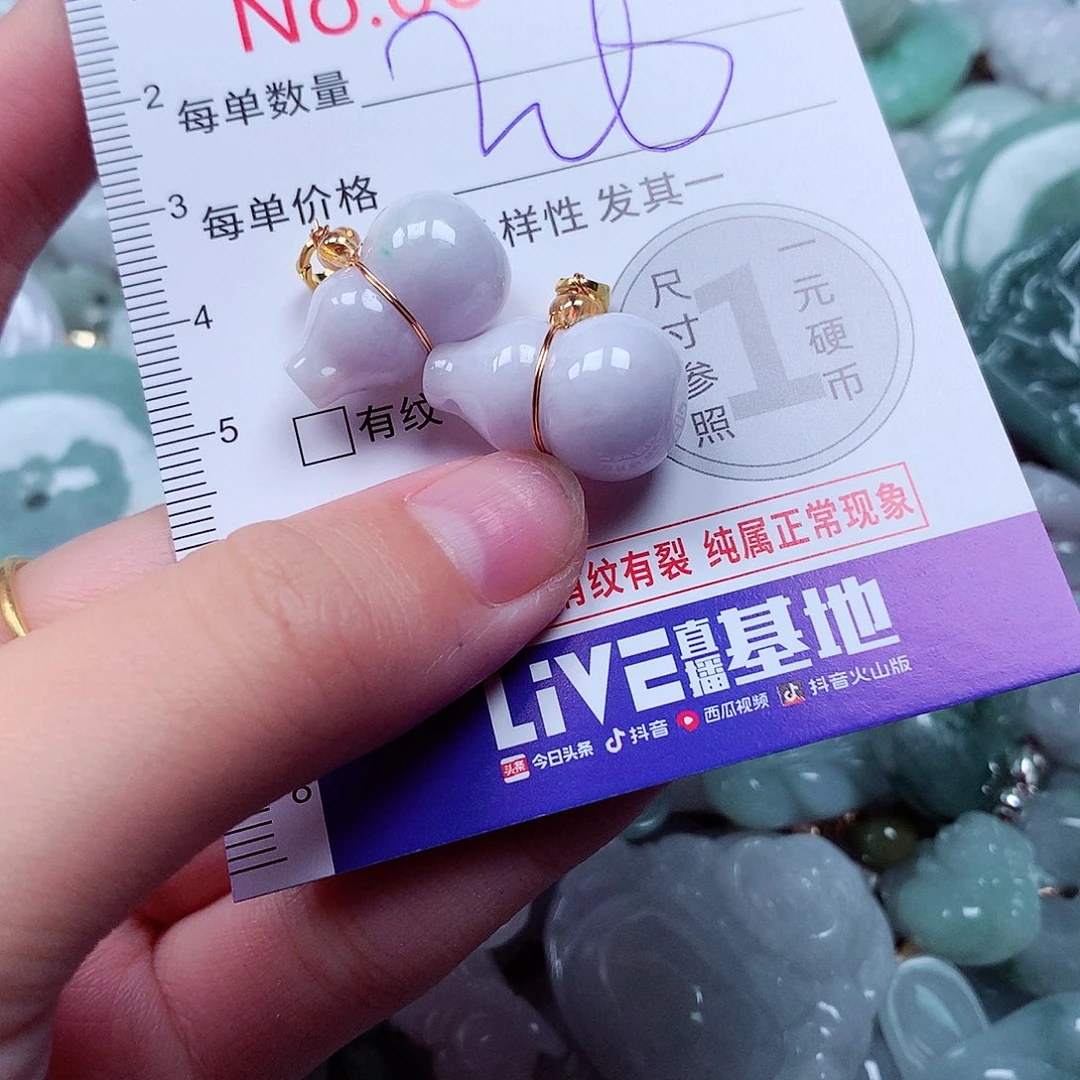 2 每单数量
3 每单价格
样性 发其一
4
尺寸参照
1
一元硬币
5
有纹
有纹有裂 纯属正常现象
LiVE直播基地
头条 今日头条 抖音 西瓜视频 抖音火山版